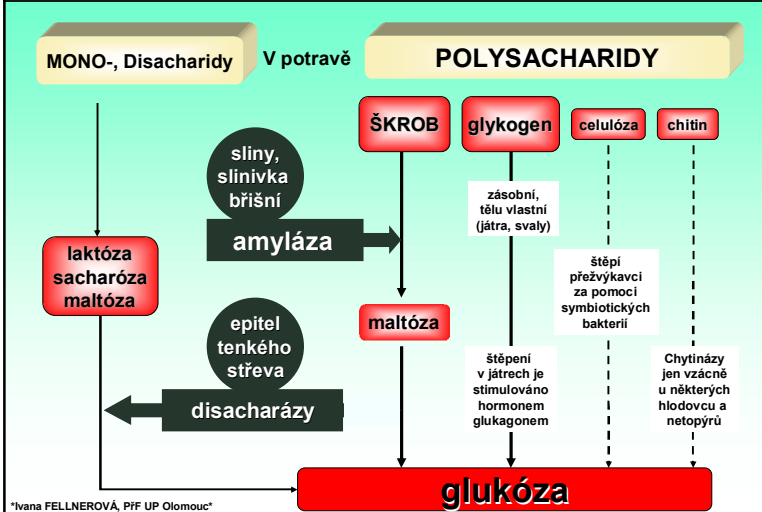 MONO-, Disacharidy
V potravě
POLYSACHARIDY
ŠKROB
glykogen
celulóza
chitin
sliny,
slinivka
břišní
amyláza
zásobní,
tělu vlastní
(játra, svaly)
laktóza
sacharóza
maltóza
štěpí
přežvýkavci
za pomoci
symbiotických
bakterií
maltóza
epitel
tenkého
střeva
disacharázy
štěpení
v játrech je
stimulováno
hormonem
glukagonem
Chytinázy
jen vzácně
u některých
hlodovcu a
netopýrů
glukóza
*Ivana FELLNEROVÁ, PřF UP Olomouc*